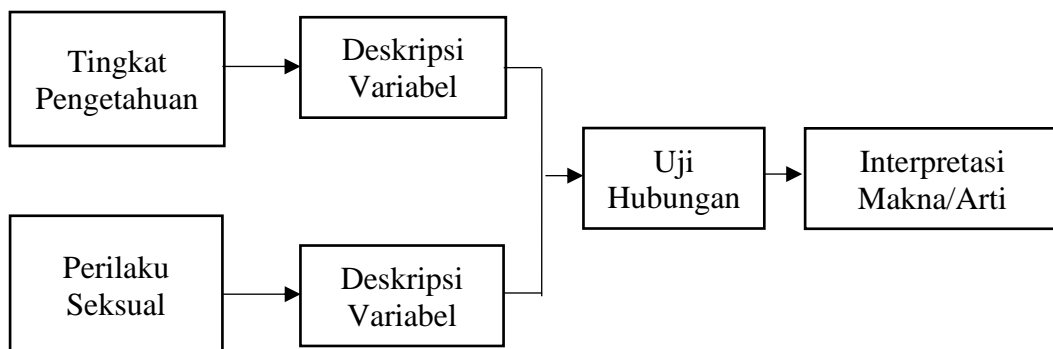 Tingkat
Pengetahuan
Deskripsi
Variabel
Uji
Hubungan
Interpretasi
Makna/Arti
Perilaku
Seksual
Deskripsi
Variabel